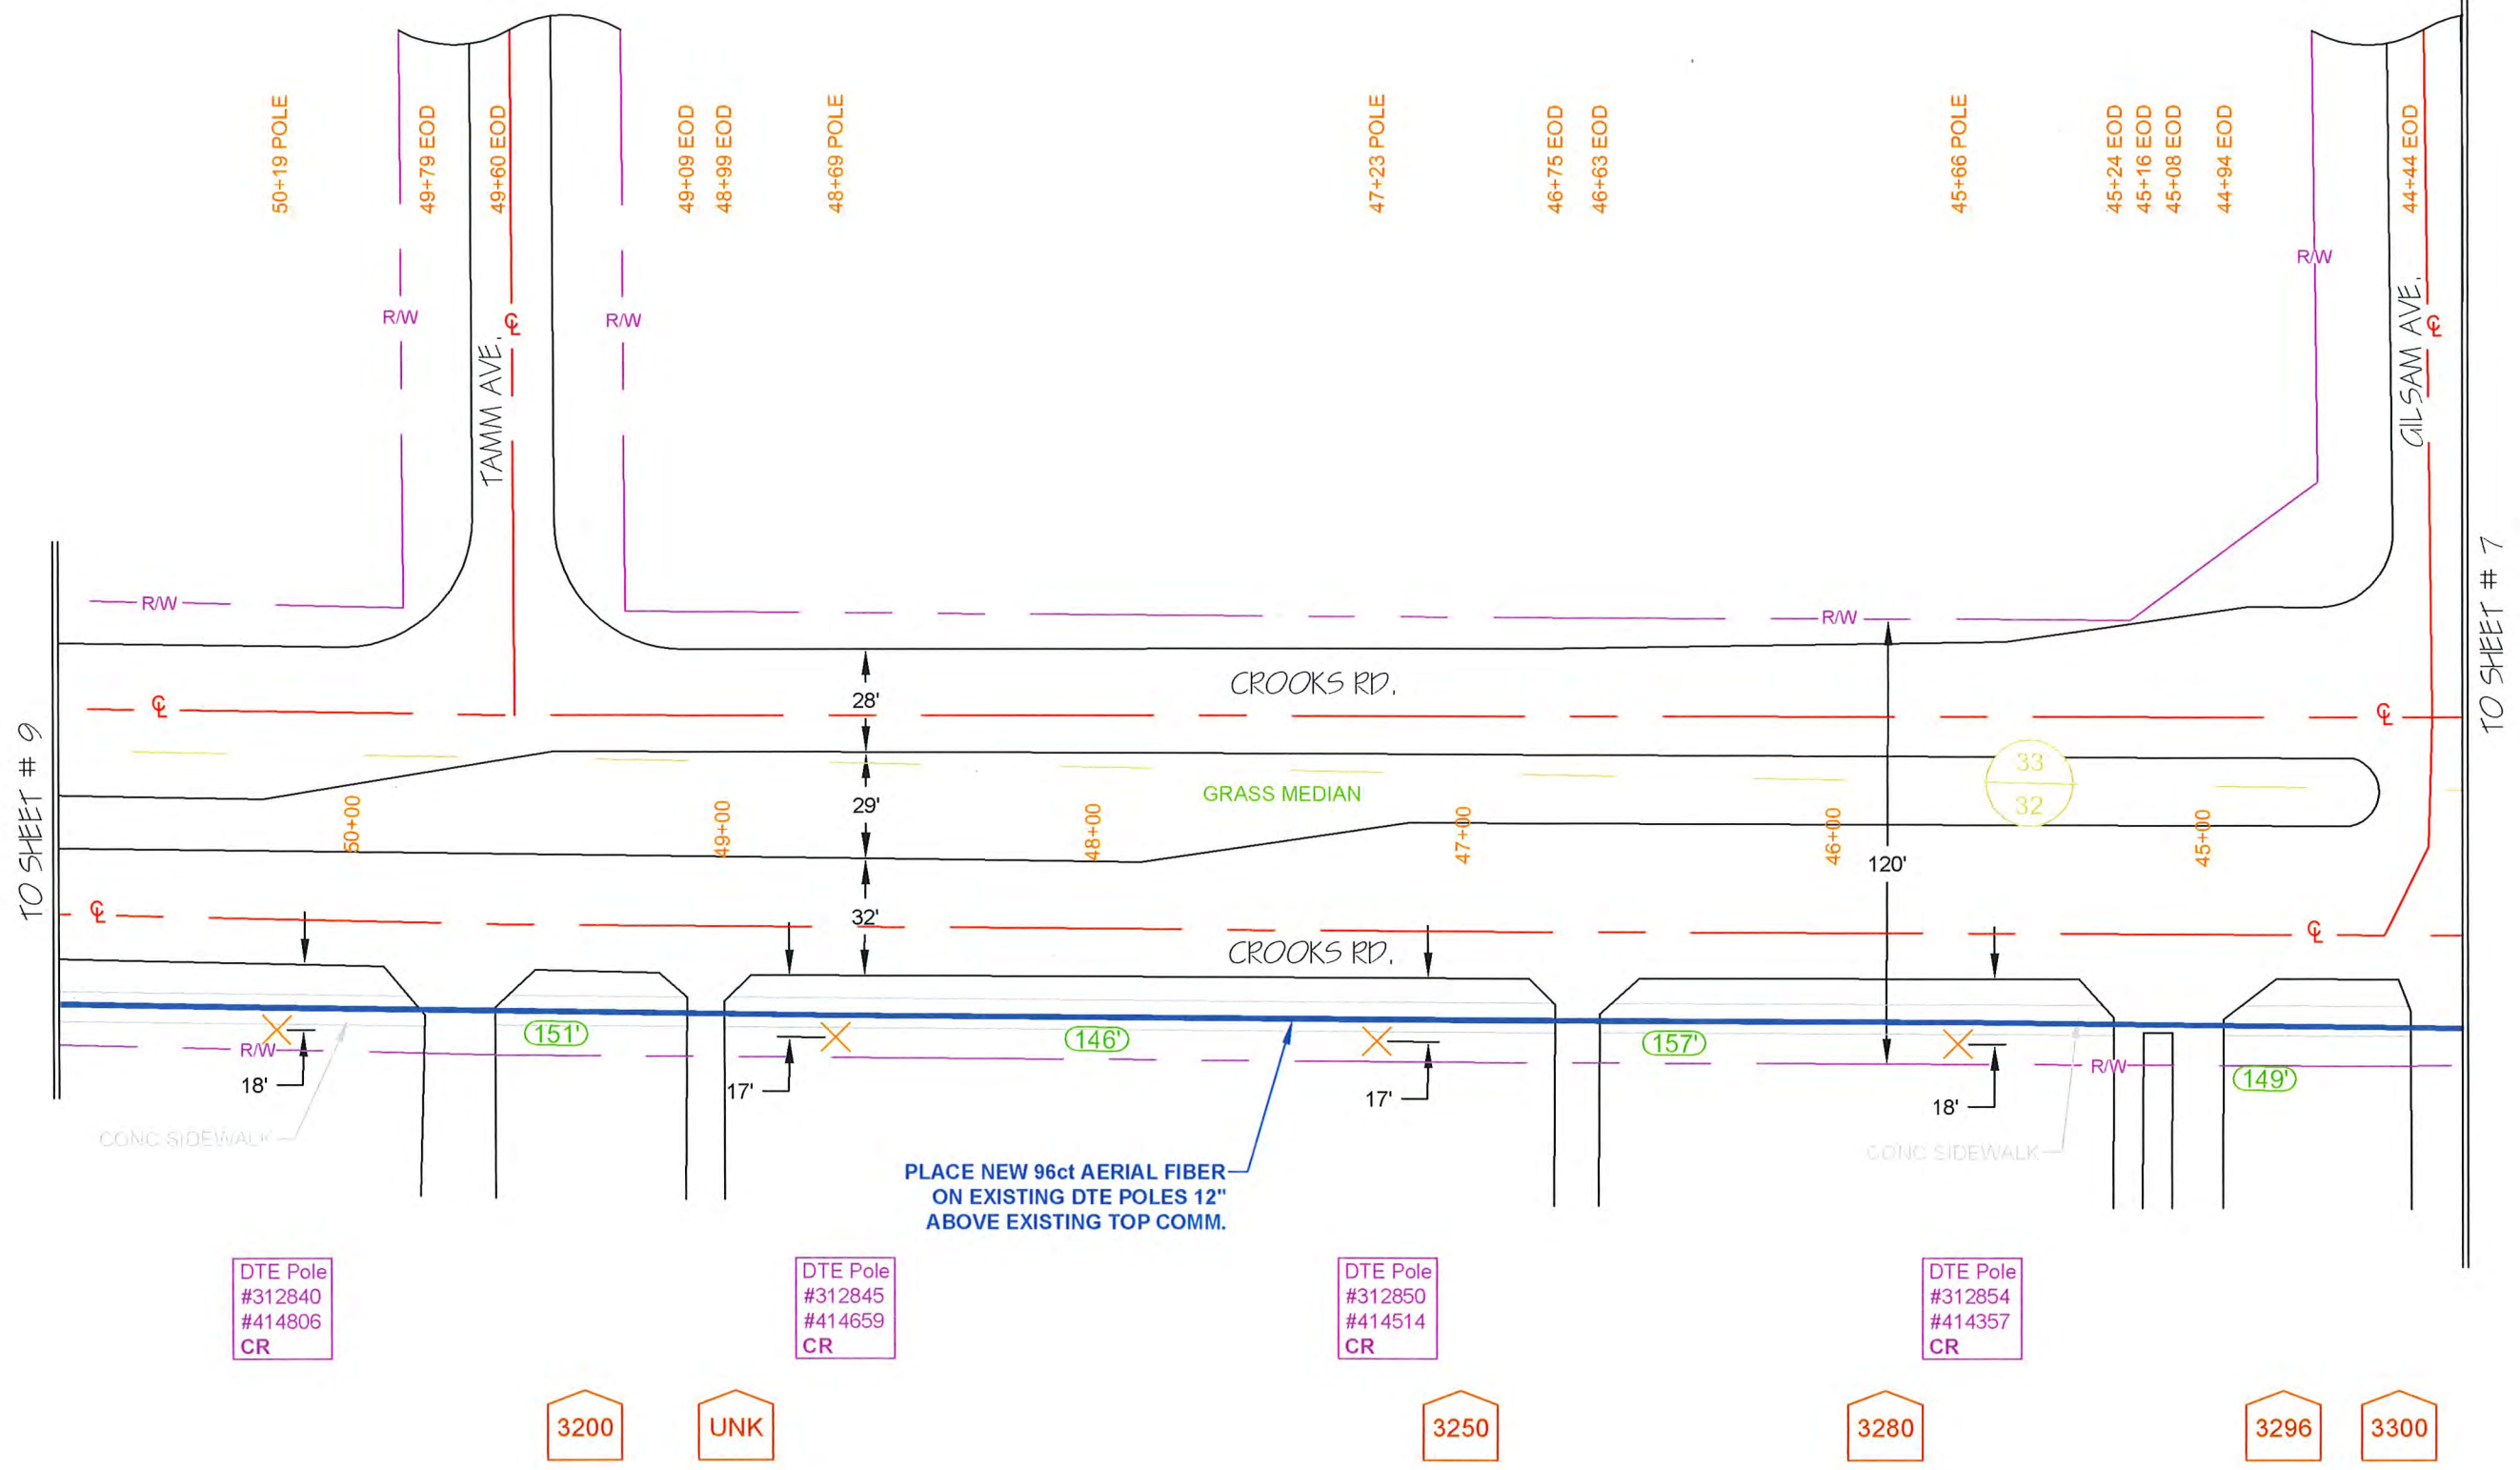 50+19 POLE
49+79 EOD
49+60 EOD
49+09 EOD
48+99 EOD
48+69 POLE
47+23 POLE
46+75 EOD
46+63 EOD
45+66 POLE
45+24 EOD
45+16 EOD
45+08 EOD
44+94 EOD
44+44 EOD
R/W
R/W
R/W
℄
℄
TAMM AVE.
GILSAM AVE.
R/W
R/W
CROOKS RD.
28'
℄
℄
TO SHEET # 9
TO SHEET # 7
GRASS MEDIAN
33
32
29'
50+00
49+00
48+00
47+00
46+00
45+00
120'
℄
32'
℄
CROOKS RD.
151'
146'
157'
149'
R/W
R/W
18'
17'
17'
18'
CONC SIDEWALK
CONC SIDEWALK
PLACE NEW 96ct AERIAL FIBER
ON EXISTING DTE POLES 12"
ABOVE EXISTING TOP COMM.
DTE Pole
#312840
#414806
CR
DTE Pole
#312845
#414659
CR
DTE Pole
#312850
#414514
CR
DTE Pole
#312854
#414357
CR
3200
UNK
3250
3280
3296
3300